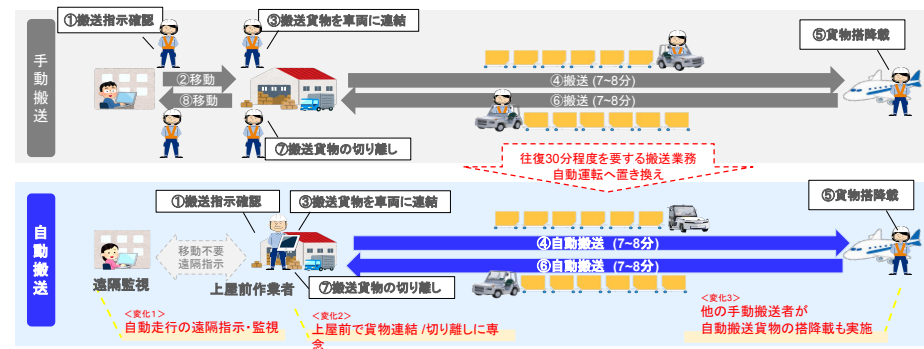 手動搬送
①搬送指示確認
③搬送貨物を車両に連結
⑤貨物搭降載
②移動
⑧移動
④搬送 (7~8分)
⑥搬送 (7~8分)
⑦搬送貨物の切り離し
往復30分程度を要する搬送業務
自動運転へ置き換え
自動搬送
①搬送指示確認
③搬送貨物を車両に連結
⑤貨物搭降載
移動不要
遠隔指示
④自動搬送 (7~8分)
⑥自動搬送 (7~8分)
遠隔監視
上屋前作業者
⑦搬送貨物の切り離し
<変化1>
自動走行の遠隔指示・監視
<変化2>
上屋前で貨物連結/切り離しに専
念
<変化3>
他の手動搬送者が
自動搬送貨物の搭降載も実施